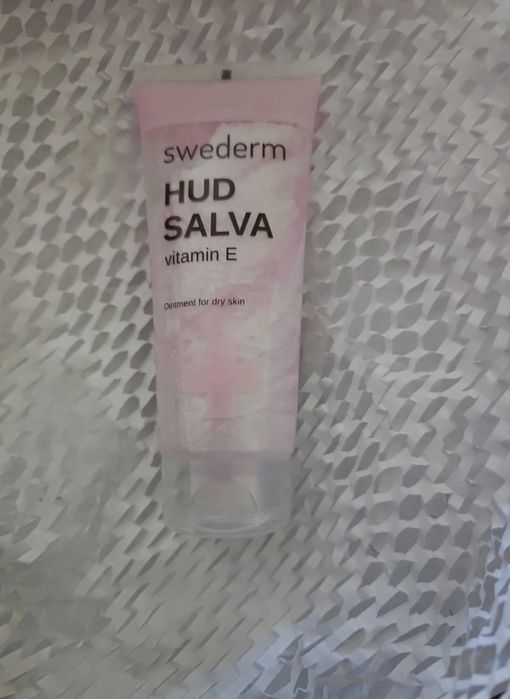 swederm
HUD
SALVA
vitamin E
Ointment for dry skin